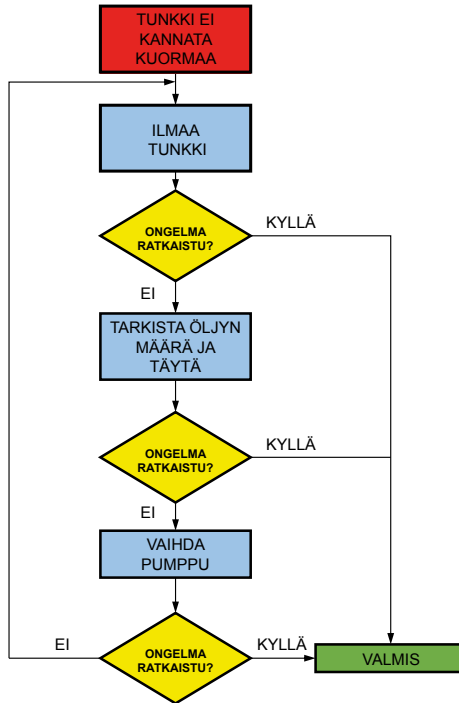 TUNKKI EI
KANNATA
KUORMAA
ILMAA
TUNKKI
ONGELMA
RATKAISTU?
KYLLÄ
EI
TARKISTA ÖLJYN
MÄÄRÄ JA
TÄYTÄ
ONGELMA
RATKAISTU?
KYLLÄ
EI
VAIHDA
PUMPPU
EI
ONGELMA
RATKAISTU?
KYLLÄ
VALMIS